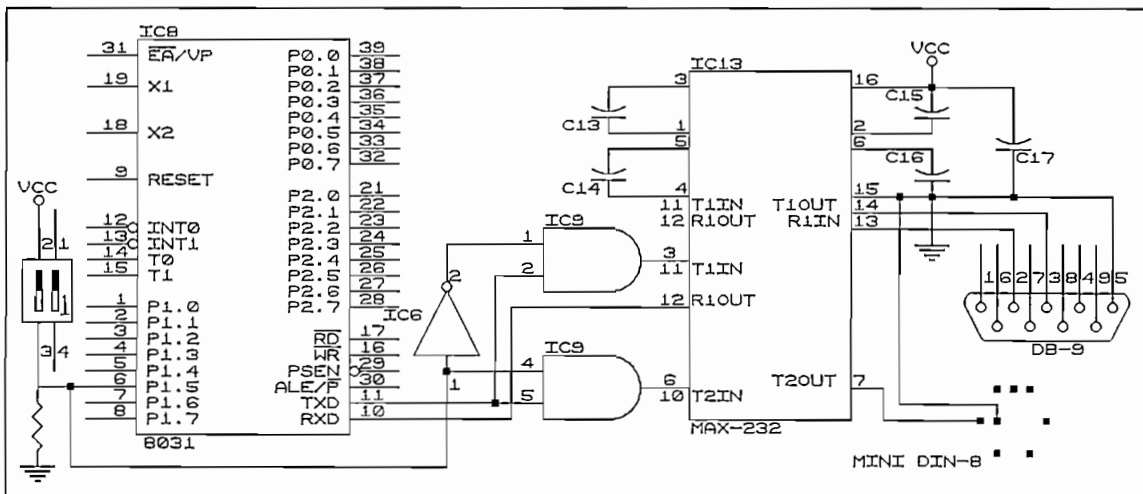 IC8
31 EA/VP P0.0 39
P0.1 38
19 X1 P0.2 37
P0.3 36
P0.4 35
18 X2 P0.5 34
P0.6 33
P0.7 32
9 RESET
P2.0 21
P2.1 22
12 INT0 P2.2 23
13 INT1 P2.3 24
14 T0 P2.4 25
15 T1 P2.5 26
P2.6 27
1 P1.0 P2.7 28
2 P1.1
3 P1.2 RD 17
4 P1.3 WR 16
5 P1.4 PSEN 29
6 P1.5 ALE/P 30
7 P1.6 TXD 11
8 P1.7 RXD 10
8031
VCC
2 1
1
3 4
IC6
2
1
IC9
1
2
3
IC9
4
5
6
IC13
3
C13
1
5
C14
4
11 T1IN
12 R1OUT
11 T1IN
12 R1OUT
10 T2IN
MAX-232
16
2
6
15
T1OUT 14
R1IN 13
T2OUT 7
VCC
C15
C16
C17
1 6 2 7 3 8 4 9 5
DB-9
MINI DIN-8